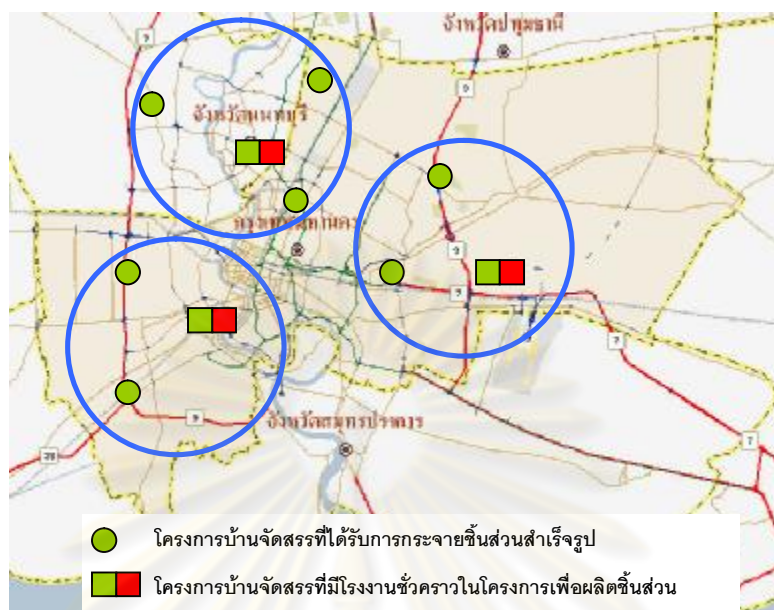 จังหวัดปทุมธานี
9
9
จังหวัดนนทบุรี
กรุงเทพมหานคร
9
9
7
9
จังหวัดสมุทรปราการ
7
โครงการบ้านจัดสรรที่ได้รับการกระจายชิ้นส่วนสำเร็จรูป
โครงการบ้านจัดสรรที่มีโรงงานชั่วคราวในโครงการเพื่อผลิตชิ้นส่วน